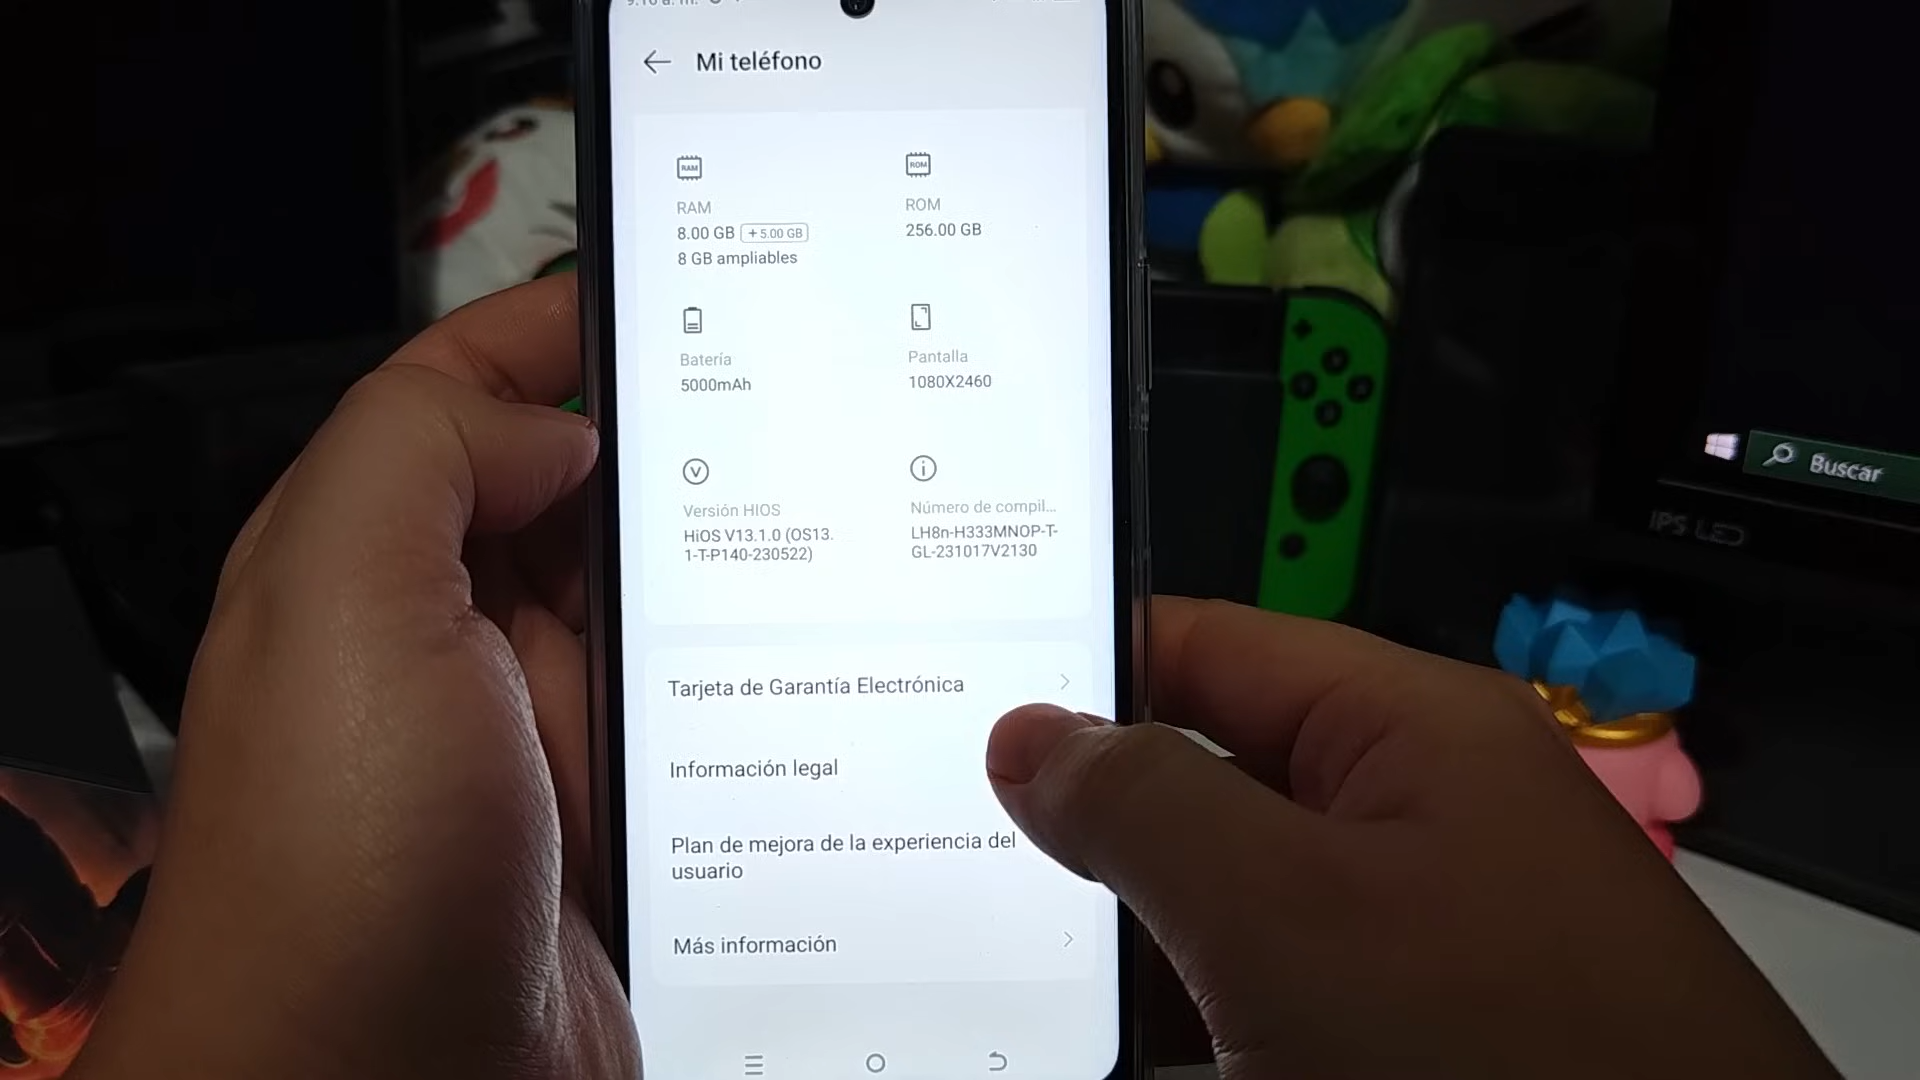 Mi teléfono
RAM
ROM
RAM
ROM
8.00 GB +5.00 GB
256.00 GB
8 GB ampliables
Batería
Pantalla
5000mAh
1080X2460
Versión HIOS
Número de compil...
HiOS V13.1.0 (OS13.
1-T-P140-230522)
LH8n-H333MNOP-T-
GL-231017V2130
Tarjeta de Garantía Electrónica
Información legal
Plan de mejora de la experiencia del
usuario
Más información
Buscar
IPS LED